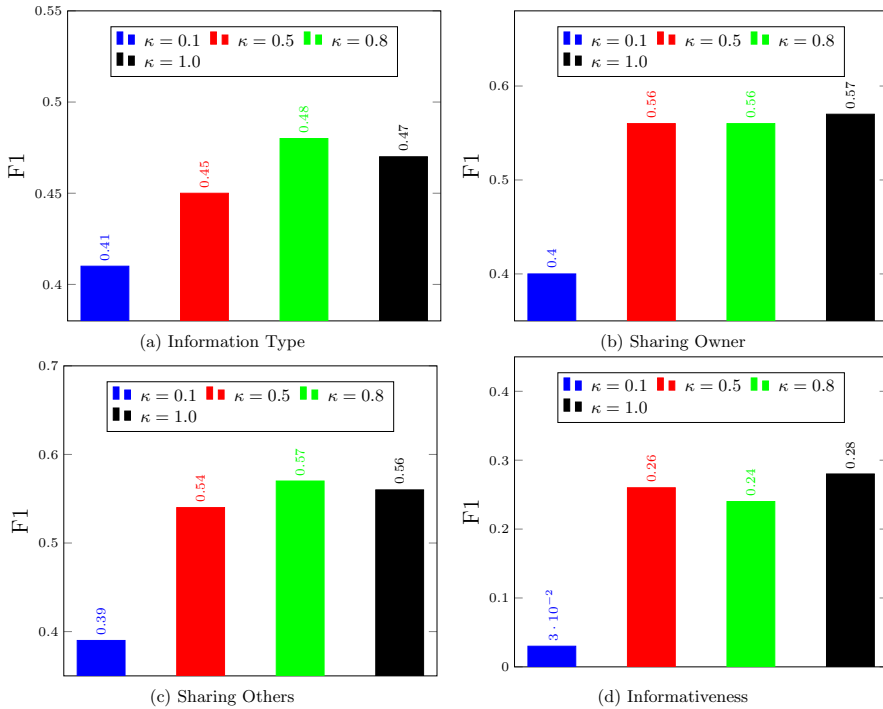 0.55
0.5
0.45
0.4
F1
κ = 0.1 κ = 0.5 κ = 0.8
κ = 1.0
0.41
0.45
0.48
0.47
(a) Information Type
0.6
0.5
0.4
F1
κ = 0.1 κ = 0.5 κ = 0.8
κ = 1.0
0.4
0.56
0.56
0.57
(b) Sharing Owner
0.7
0.6
0.5
0.4
F1
κ = 0.1 κ = 0.5 κ = 0.8
κ = 1.0
0.39
0.54
0.57
0.56
(c) Sharing Others
0.4
0.3
0.2
0.1
0
F1
κ = 0.1 κ = 0.5 κ = 0.8
κ = 1.0
3 · 10⁻²
0.26
0.24
0.28
(d) Informativeness